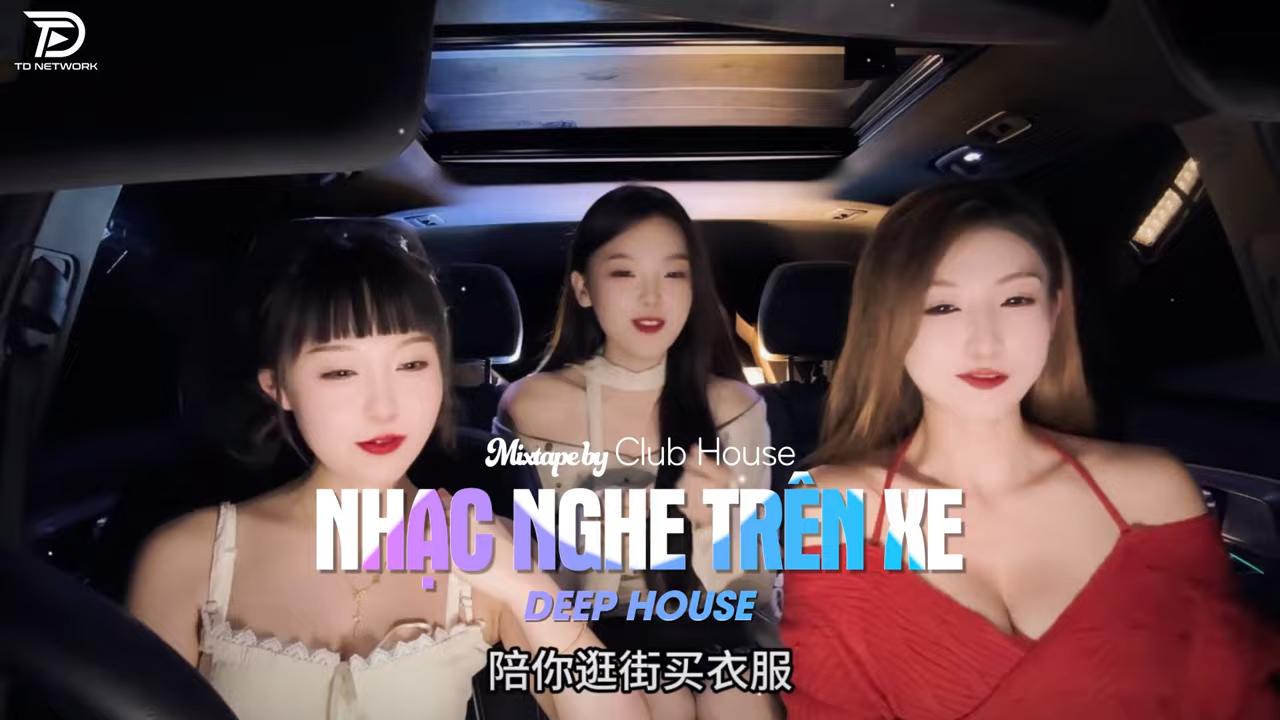 TD NETWORK
Mixtape by Club House
NHẠC NGHE TRÊN XE
DEEP HOUSE
陪你逛街买衣服